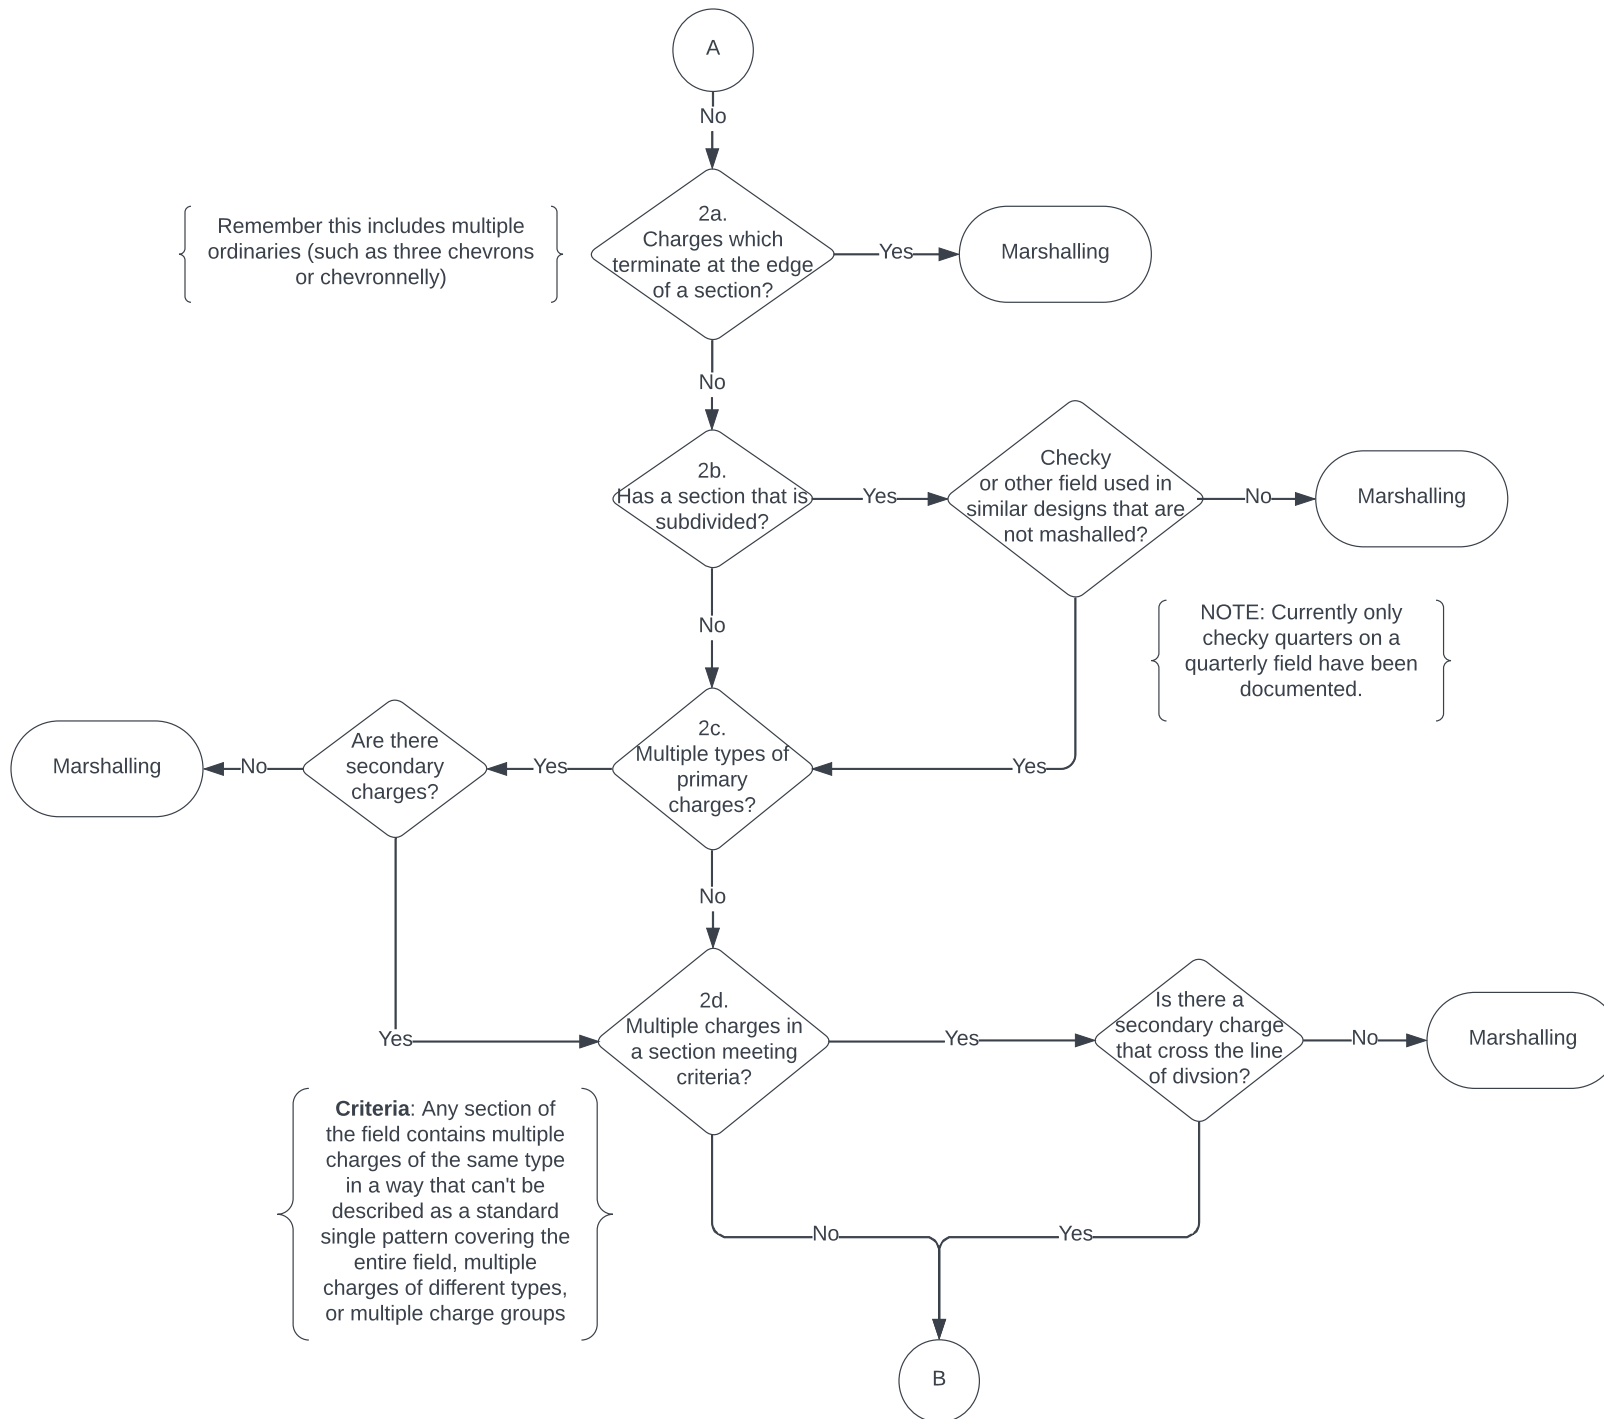 A
No
2a.
Charges which
terminate at the edge
of a section?
Remember this includes multiple
ordinaries (such as three chevrons
or chevronnelly)
Yes
Marshalling
No
2b.
Has a section that is
subdivided?
Yes
Checky
or other field used in
similar designs that are
not mashalled?
No
Marshalling
NOTE: Currently only
checky quarters on a
quarterly field have been
documented.
No
Yes
2c.
Multiple types of
primary
charges?
Yes
Are there
secondary
charges?
No
Marshalling
No
Yes
2d.
Multiple charges in
a section meeting
criteria?
Yes
Is there a
secondary charge
that cross the line
of divsion?
No
Marshalling
Criteria: Any section of
the field contains multiple
charges of the same type
in a way that can't be
described as a standard
single pattern covering the
entire field, multiple
charges of different types,
or multiple charge groups
No
Yes
B